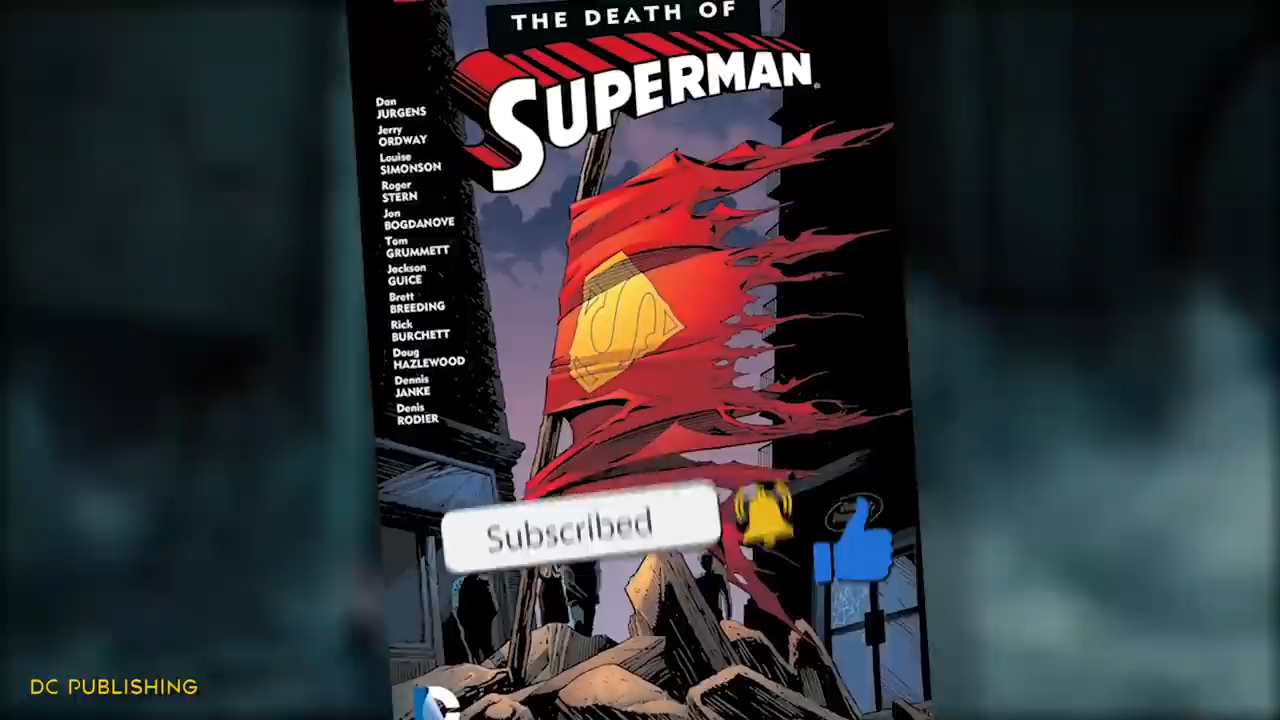 THE DEATH OF
SUPERMAN
Dan
JURGENS
Jerry
ORDWAY
Louise
SIMONSON
Roger
STERN
Jon
BOGDANOVE
Tom
GRUMMETT
Jackson
GUICE
Brett
BREEDING
Rick
BURCHETT
Doug
HAZLEWOOD
Dennis
JANKE
Denis
RODIER
S
Subscribed
DC PUBLISHING